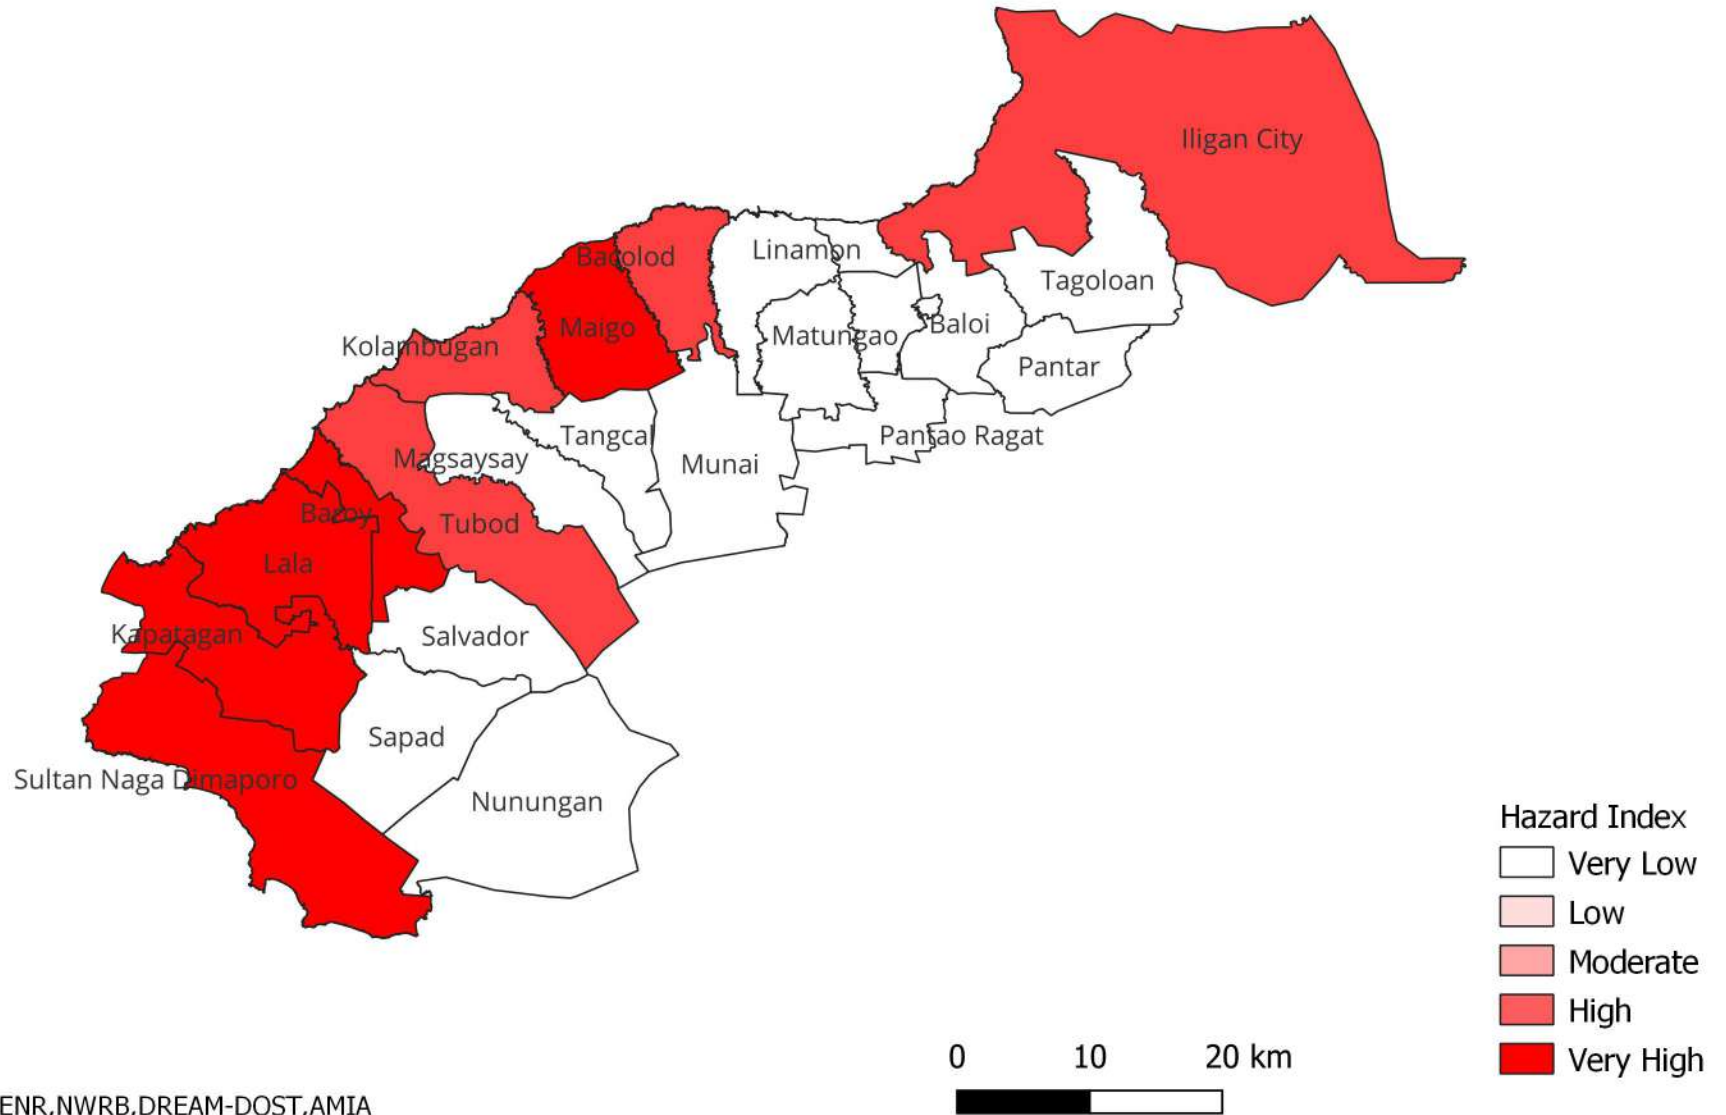 Iligan City
Linamon
Bacolod
Tagoloan
Baloi
Maigo
Matungao
Kolambugan
Pantar
Tangcal
Pantao Ragat
Magsaysay
Munai
Baroy
Tubod
Lala
Kapatagan
Salvador
Sapad
Sultan Naga Dimaporo
Nunungan
Hazard Index
Very Low
Low
Moderate
High
Very High
0 10 20 km
ENR,NWRB,DREAM-DOST,AMIA